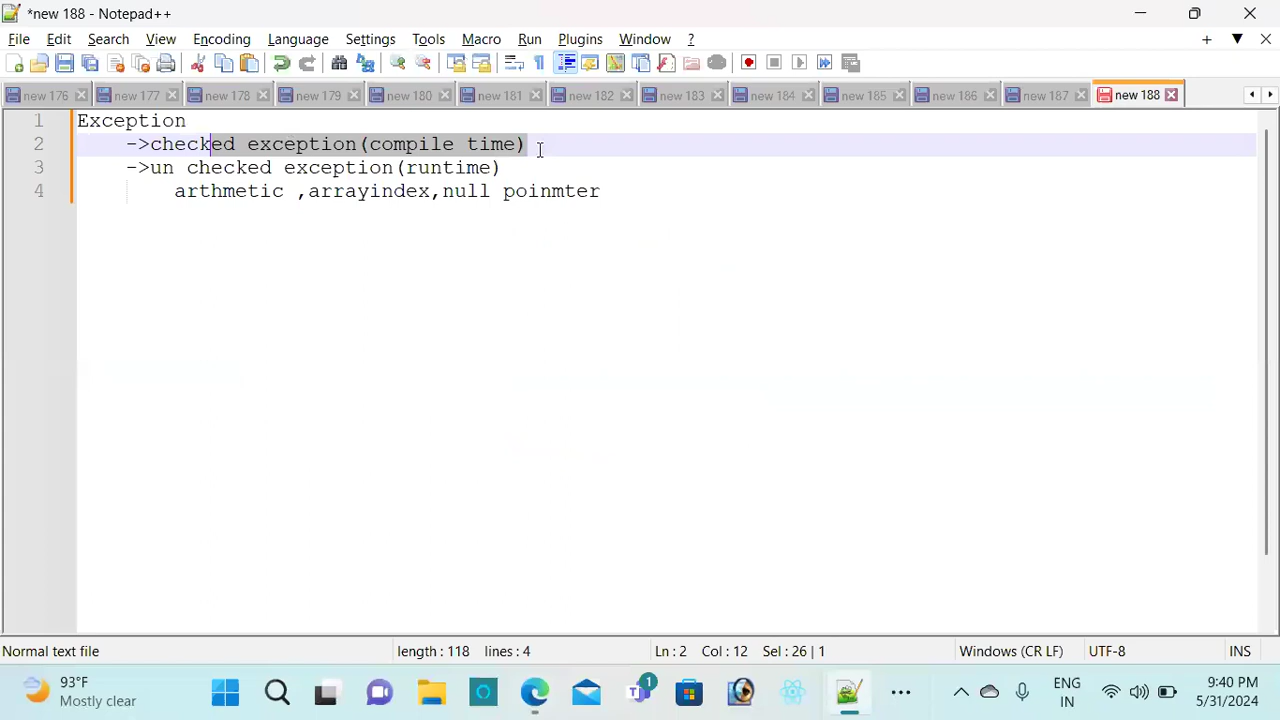 *new 188 - Notepad++
File Edit Search View Encoding Language Settings Tools Macro Run Plugins Window ?
new 176 new 177 new 178 new 179 new 180 new 181 new 182 new 183 new 184 new 185 new 186 new 187 new 188
1 Exception
2 ->checked exception(compile time)
3 ->un checked exception(runtime)
4 arthmetic ,arrayindex,null poinmter
Normal text file length : 118 lines : 4 Ln : 2 Col : 12 Sel : 26 | 1 Windows (CR LF) UTF-8 INS
93°F
Mostly clear
1
ENG
IN
9:40 PM
5/31/2024